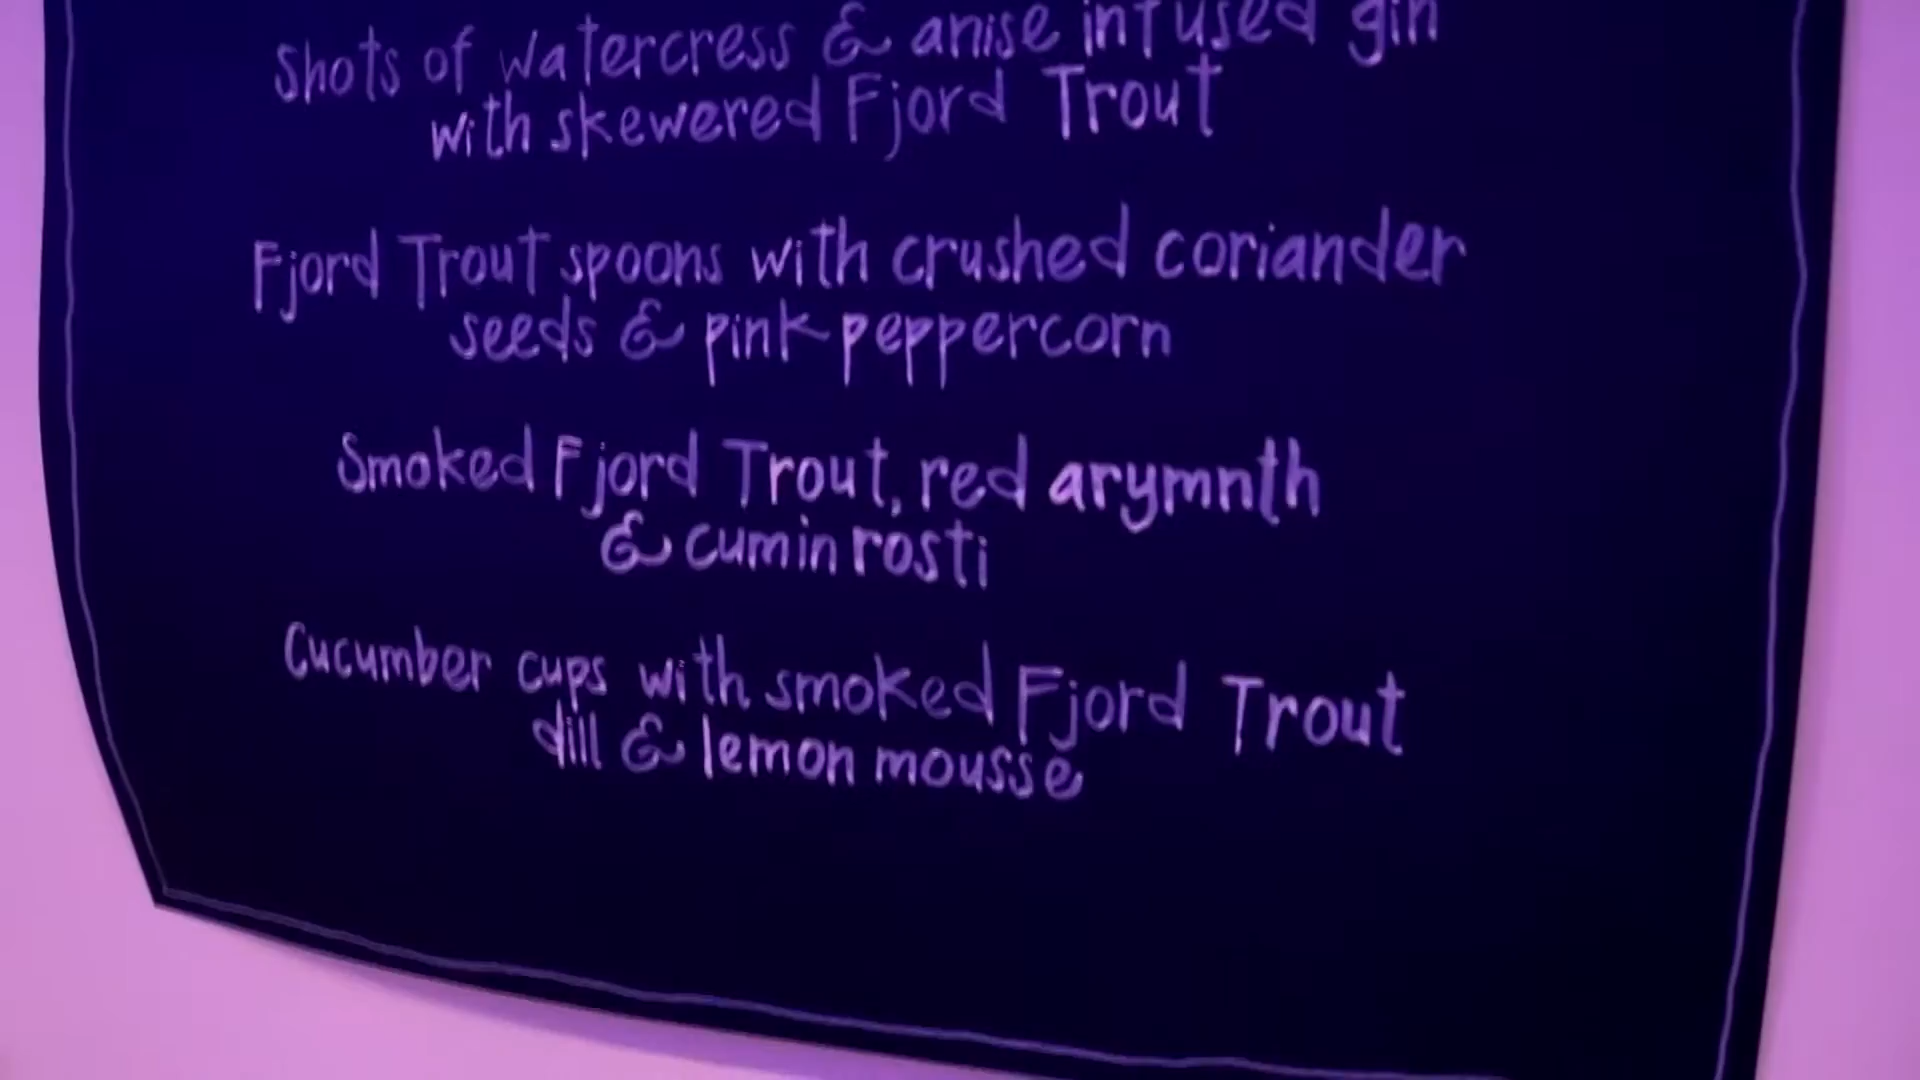 Shots of watercress & anise infused gin
with skewered Fjord Trout
Fjord Trout spoons with crushed coriander
seeds & pink peppercorn
Smoked Fjord Trout, red arymnth
& cumin rosti
Cucumber cups with smoked Fjord Trout
dill & lemon mousse